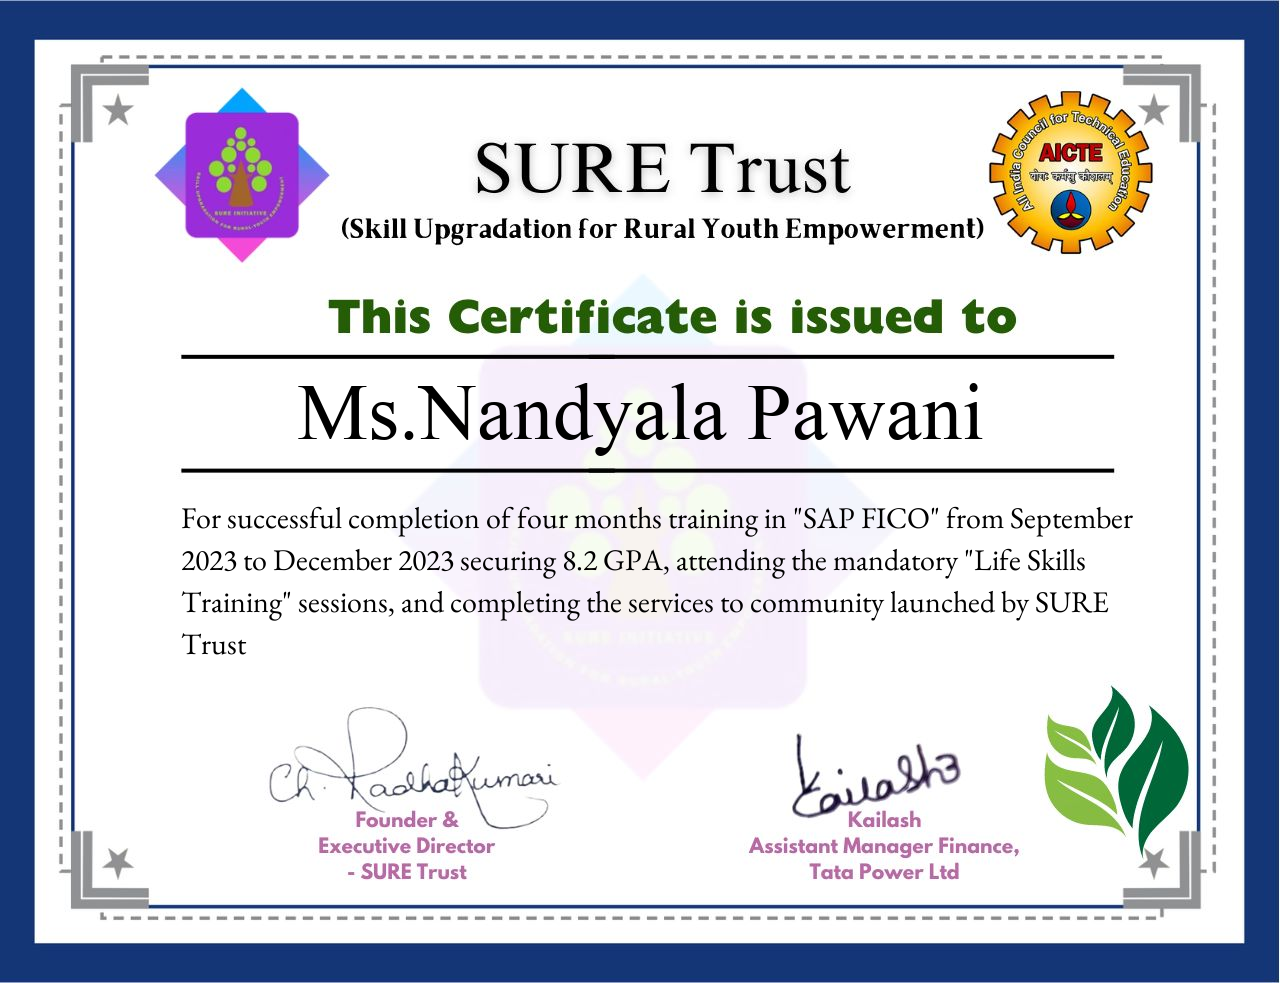 SURE Trust
(Skill Upgradation for Rural Youth Empowerment)
SKILL UPGRADATION FOR RURAL YOUTH EMPOWERMENT
SURE INITIATIVE
All India Council for Technical Education
AICTE
योगः कर्मसु कौशलम्
This Certificate is issued to
Ms.Nandyala Pawani
For successful completion of four months training in "SAP FICO" from September
2023 to December 2023 securing 8.2 GPA, attending the mandatory "Life Skills
Training" sessions, and completing the services to community launched by SURE
Trust
SURE INITIATIVE
Ch. RadhaKumari
Founder &
Executive Director
- SURE Trust
Kailash
Kailash
Assistant Manager Finance,
Tata Power Ltd